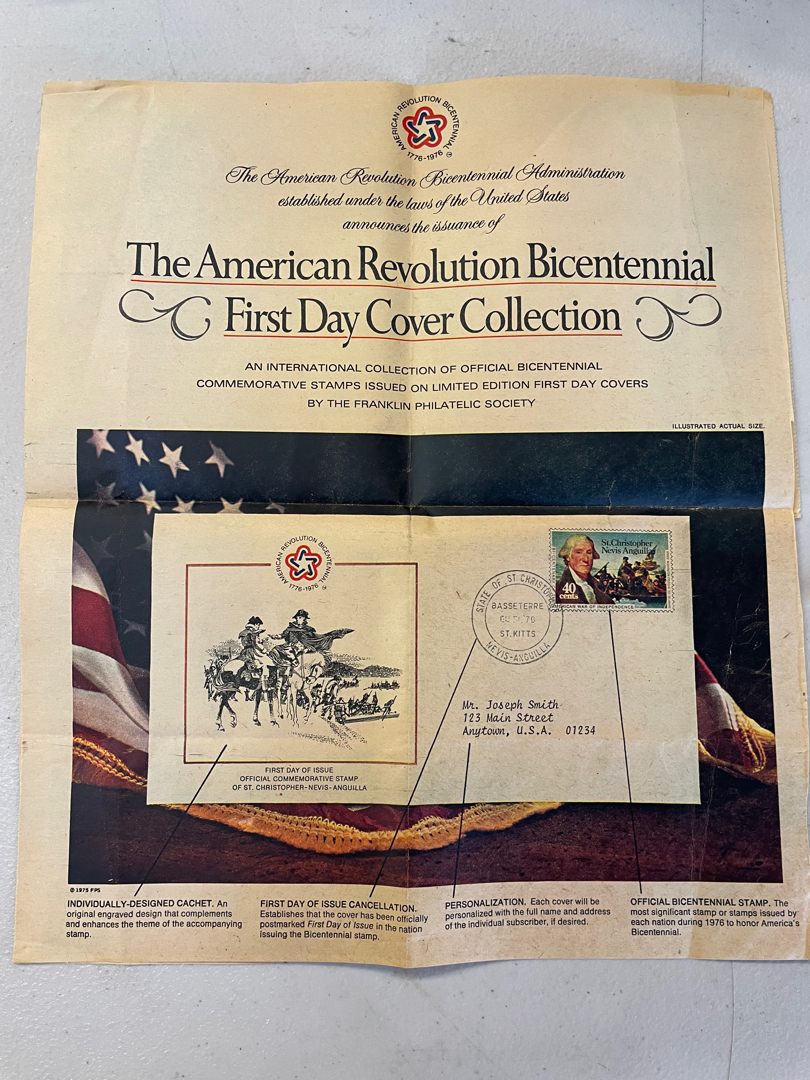 AMERICAN REVOLUTION BICENTENNIAL
1776-1976
The American Revolution Bicentennial Administration
established under the laws of the United States
announces the issuance of
The American Revolution Bicentennial
First Day Cover Collection
AN INTERNATIONAL COLLECTION OF OFFICIAL BICENTENNIAL
COMMEMORATIVE STAMPS ISSUED ON LIMITED EDITION FIRST DAY COVERS
BY THE FRANKLIN PHILATELIC SOCIETY
ILLUSTRATED ACTUAL SIZE.
AMERICAN REVOLUTION BICENTENNIAL
1776-1976
FIRST DAY OF ISSUE
OFFICIAL COMMEMORATIVE STAMP
OF ST. CHRISTOPHER-NEVIS-ANGUILLA
STATE OF ST CHRISTOPHER
BASSETERRE
ST.KITTS
NEVIS-ANGUILLA
St.Christopher
Nevis Anguilla
40
cents
AMERICAN WAR OF INDEPENDENCE
Mr. Joseph Smith
123 Main Street
Anytown, U.S.A. 01234
© 1975 FPS
INDIVIDUALLY-DESIGNED CACHET. An
original engraved design that complements
and enhances the theme of the accompanying
stamp.
FIRST DAY OF ISSUE CANCELLATION.
Establishes that the cover has been officially
postmarked First Day of Issue in the nation
issuing the Bicentennial stamp.
PERSONALIZATION. Each cover will be
personalized with the full name and address
of the individual subscriber, if desired.
OFFICIAL BICENTENNIAL STAMP. The
most significant stamp or stamps issued by
each nation during 1976 to honor America's
Bicentennial.